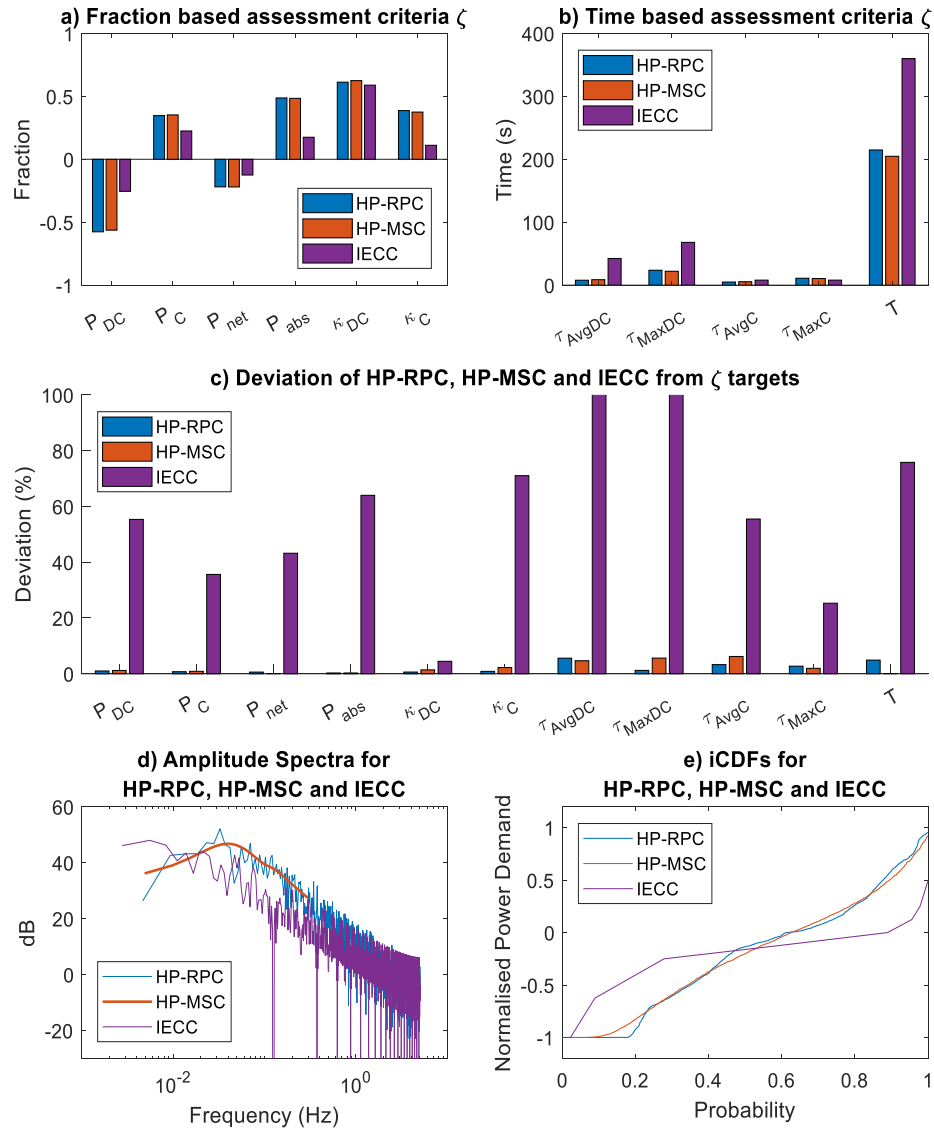 a) Fraction based assessment criteria ζ
1
0.5
0
-0.5
-1
Fraction
HP-RPC
HP-MSC
IECC
P DC
P C
P net
P abs
κ DC
κ C
b) Time based assessment criteria ζ
400
300
200
100
0
Time (s)
HP-RPC
HP-MSC
IECC
τ AvgDC
τ MaxDC
τ AvgC
τ MaxC
T
c) Deviation of HP-RPC, HP-MSC and IECC from ζ targets
100
80
60
40
20
0
Deviation (%)
HP-RPC
HP-MSC
IECC
P DC
P C
P net
P abs
κ DC
κ C
τ AvgDC
τ MaxDC
τ AvgC
τ MaxC
T
d) Amplitude Spectra for
HP-RPC, HP-MSC and IECC
60
40
20
0
-20
dB
HP-RPC
HP-MSC
IECC
10⁻² 10⁰
Frequency (Hz)
e) iCDFs for
HP-RPC, HP-MSC and IECC
1
0.5
0
-0.5
-1
Normalised Power Demand
HP-RPC
HP-MSC
IECC
0 0.2 0.4 0.6 0.8 1
Probability